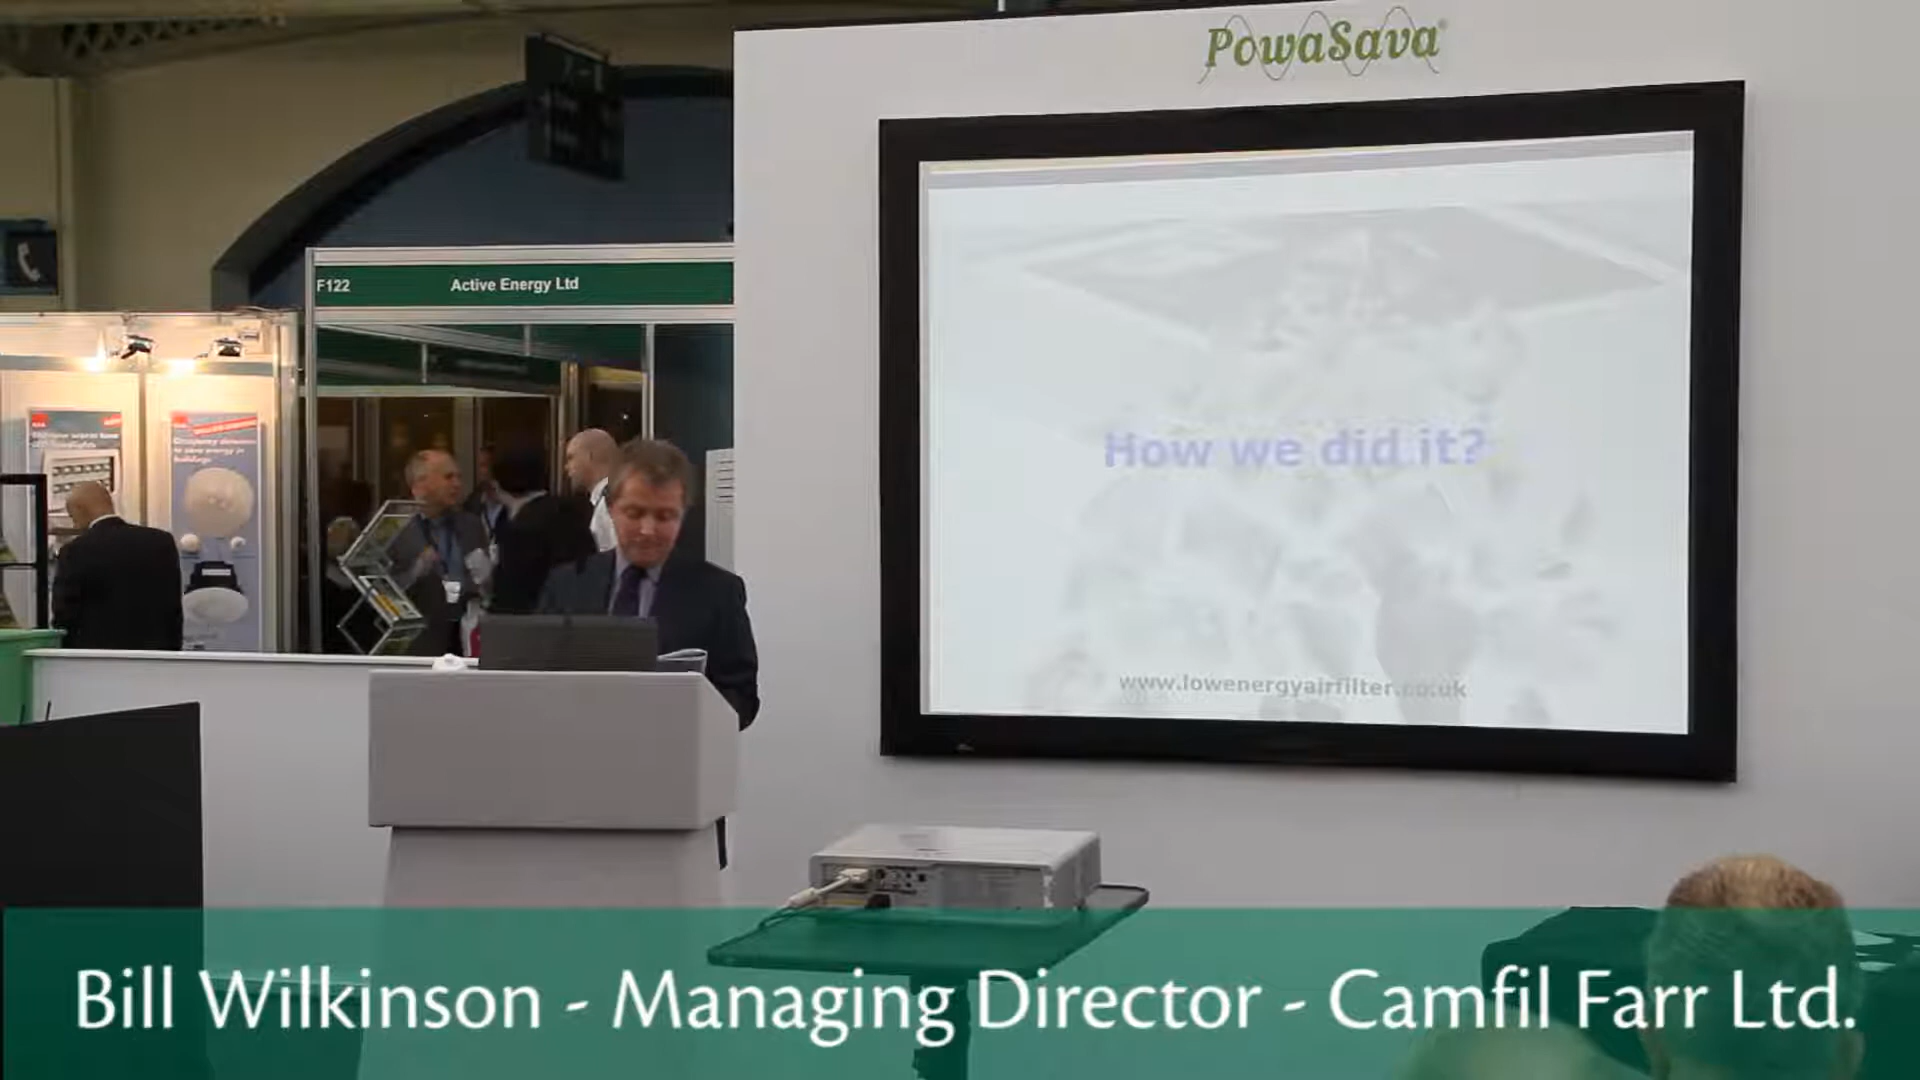 PowaSava
F122 Active Energy Ltd
How we did it?
www.lowenergyairfilter.co.uk
Bill Wilkinson - Managing Director - Camfil Farr Ltd.